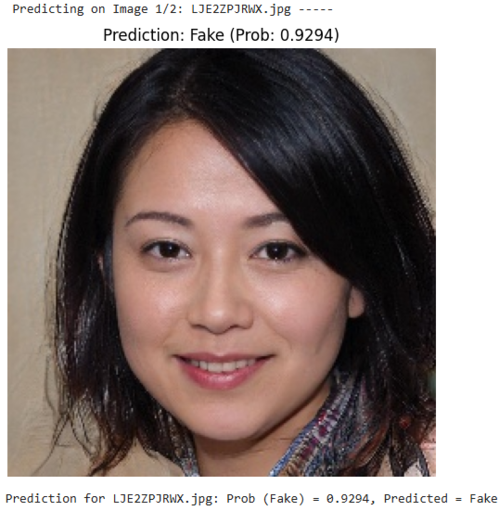 Predicting on Image 1/2: LJE2ZPJRWX.jpg -----
Prediction: Fake (Prob: 0.9294)
Prediction for LJE2ZPJRWX.jpg: Prob (Fake) = 0.9294, Predicted = Fake